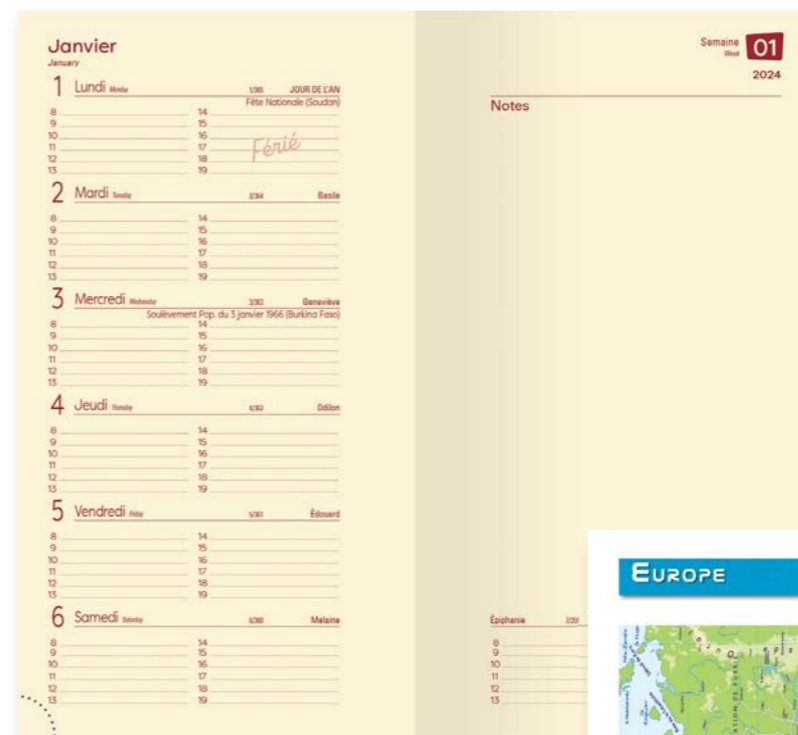 Janvier
January
1 Lundi Monday 1/365 JOUR DE L'AN
Fête Nationale (Soudan)
8 14
9 15
10 16
11 17
12 18
13 19
Férié
2 Mardi Tuesday 2/364 Basile
8 14
9 15
10 16
11 17
12 18
13 19
3 Mercredi Wednesday 3/363 Geneviève
Soulèvement Pop. du 3 janvier 1966 (Burkina Faso)
8 14
9 15
10 16
11 17
12 18
13 19
4 Jeudi Thursday 4/362 Odilon
8 14
9 15
10 16
11 17
12 18
13 19
5 Vendredi Friday 5/361 Édouard
8 14
9 15
10 16
11 17
12 18
13 19
6 Samedi Saturday 6/360 Melaine
8 14
9 15
10 16
11 17
12 18
13 19
Semaine 01
Week
2024
Notes
Épiphanie
8
9
10
11
12
13
EUROPE